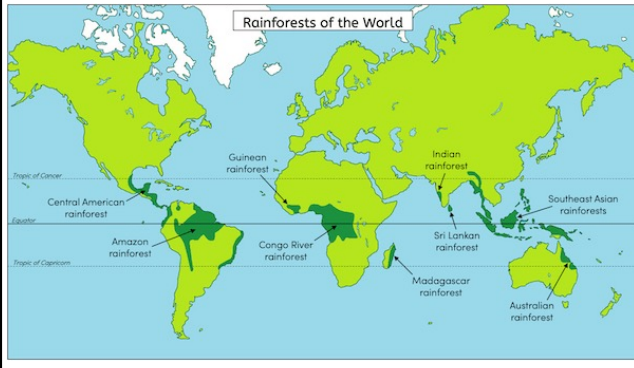 Rainforests of the World
Tropic of Cancer
Equator
Tropic of Capricorn
Central American
rainforest
Amazon
rainforest
Guinean
rainforest
Congo River
rainforest
Madagascar
rainforest
Indian
rainforest
Sri Lankan
rainforest
Southeast Asian
rainforests
Australian
rainforest